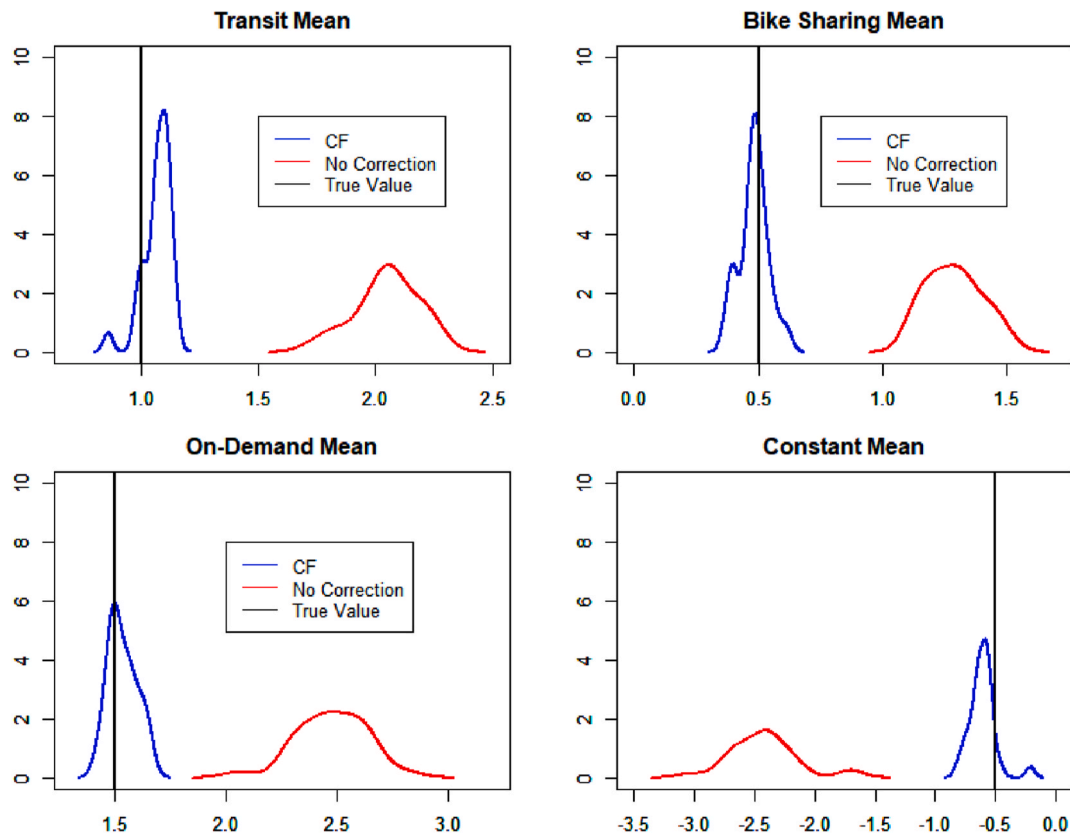 Transit Mean
10
8
6
4
2
0
CF
No Correction
True Value
1.0 1.5 2.0 2.5
Bike Sharing Mean
10
8
6
4
2
0
CF
No Correction
True Value
0.0 0.5 1.0 1.5
On-Demand Mean
10
8
6
4
2
0
CF
No Correction
True Value
1.5 2.0 2.5 3.0
Constant Mean
10
8
6
4
2
0
-3.5 -3.0 -2.5 -2.0 -1.5 -1.0 -0.5 0.0